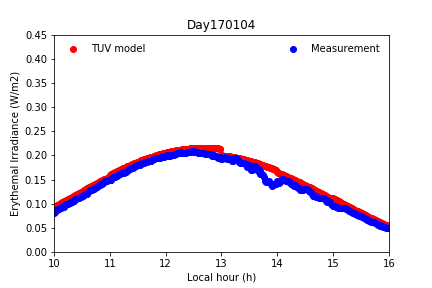 Day170104
TUV model
Measurement
Erythemal Irradiance (W/m2)
0.45
0.40
0.35
0.30
0.25
0.20
0.15
0.10
0.05
0.00
10 11 12 13 14 15 16
Local hour (h)